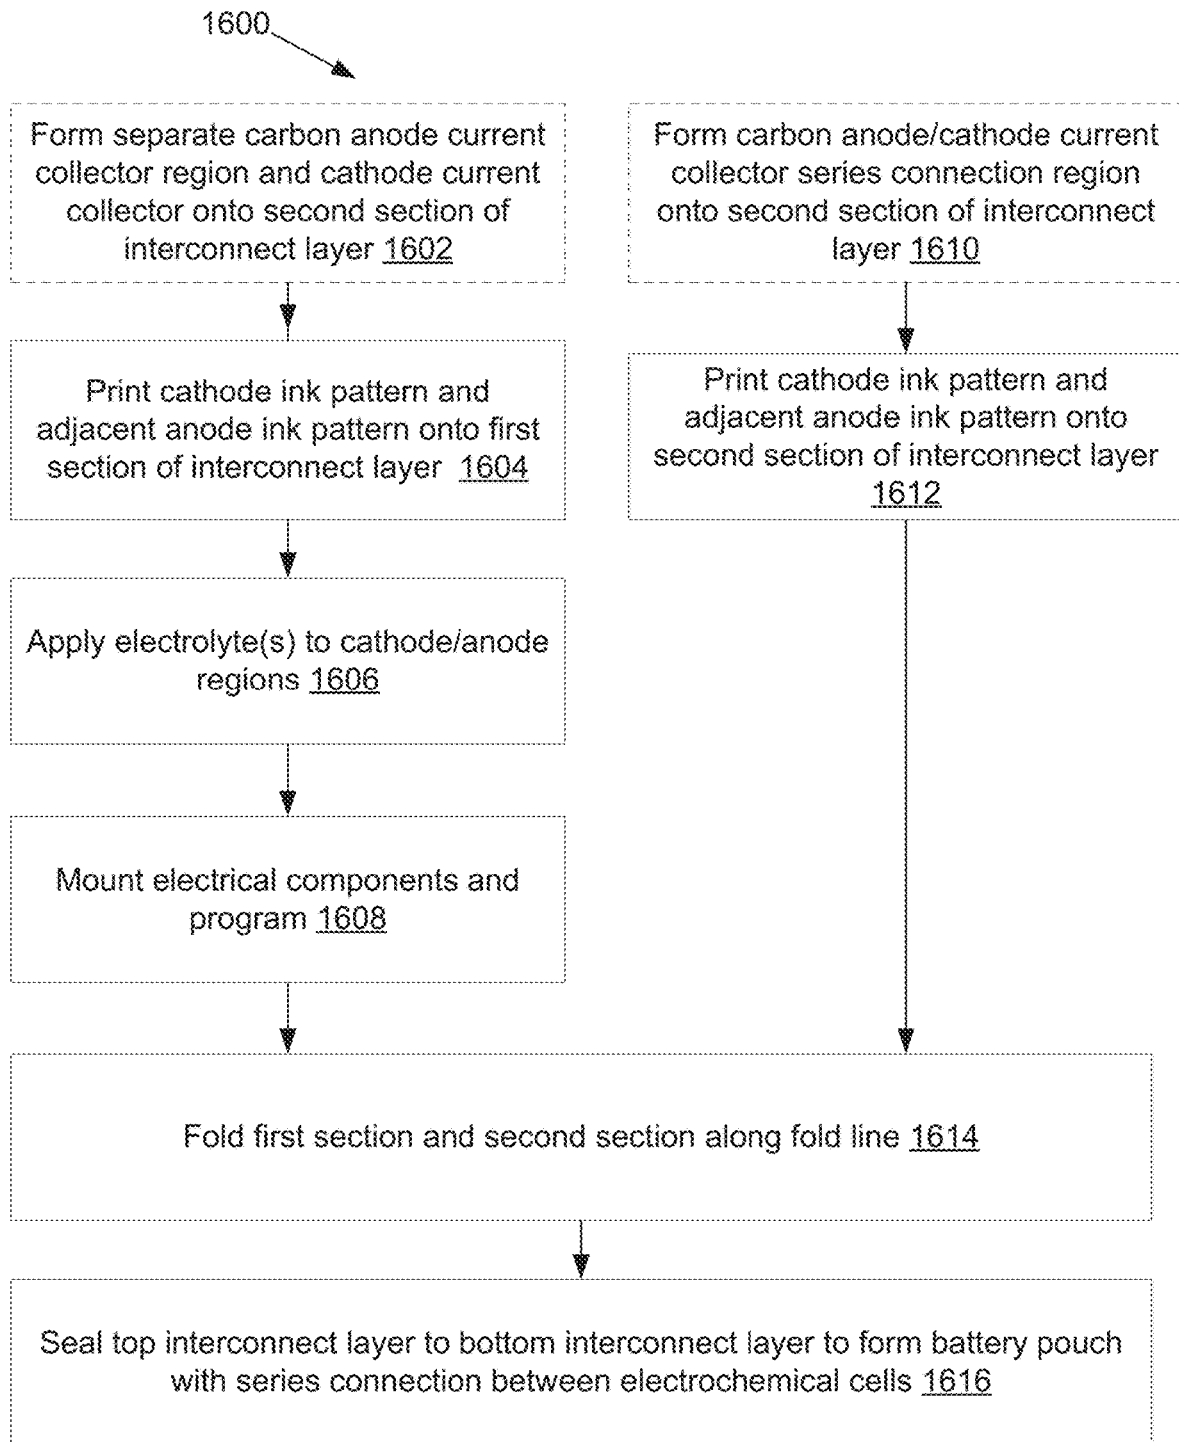 1600
Form separate carbon anode current
collector region and cathode current
collector onto second section of
interconnect layer 1602
Form carbon anode/cathode current
collector series connection region
onto second section of interconnect
layer 1610
Print cathode ink pattern and
adjacent anode ink pattern onto first
section of interconnect layer 1604
Print cathode ink pattern and
adjacent anode ink pattern onto
second section of interconnect layer
1612
Apply electrolyte(s) to cathode/anode
regions 1606
Mount electrical components and
program 1608
Fold first section and second section along fold line 1614
Seal top interconnect layer to bottom interconnect layer to form battery pouch
with series connection between electrochemical cells 1616